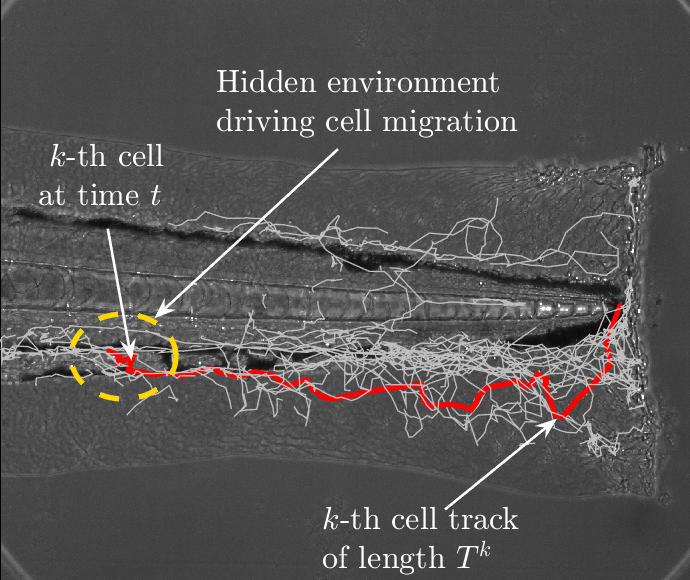 Hidden environment
driving cell migration
k-th cell
at time t
k-th cell track
of length T^k